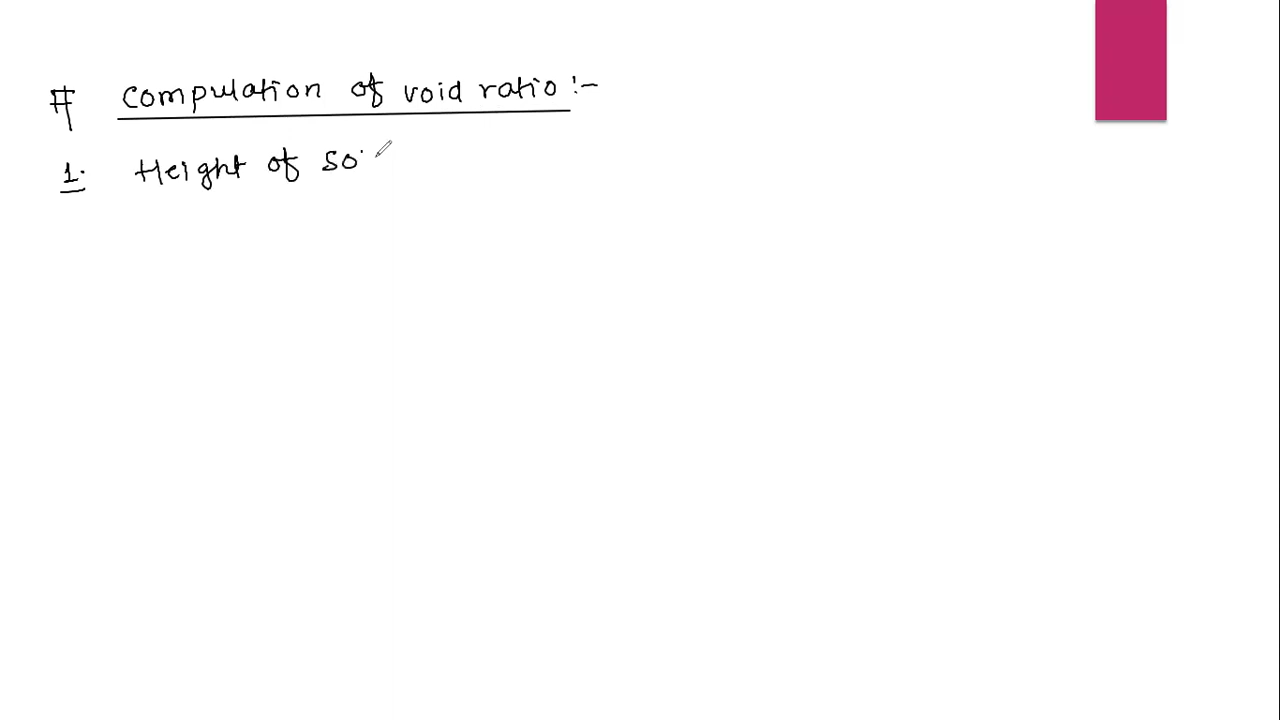 # Computation of void ratio :-
1. Height of so